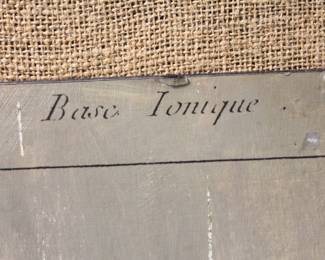 Base Ionique .